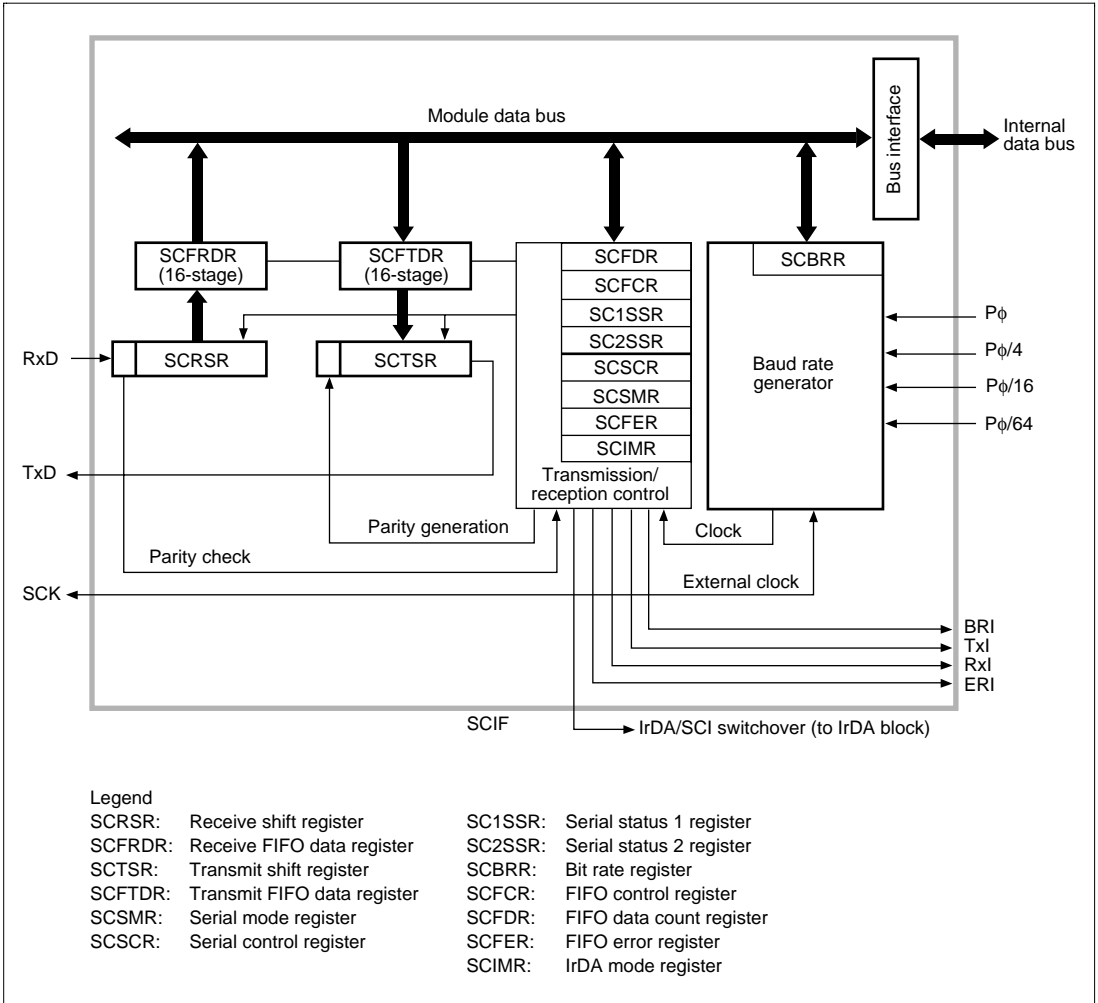 Module data bus
Bus interface
Internal
data bus
SCFRDR
(16-stage)
SCFTDR
(16-stage)
SCFDR
SCFCR
SC1SSR
SC2SSR
SCSCR
SCSMR
SCFER
SCIMR
Transmission/
reception control
SCBRR
Baud rate
generator
Pϕ
Pϕ/4
Pϕ/16
Pϕ/64
RxD
SCRSR
SCTSR
TxD
Parity generation
Clock
Parity check
SCK
External clock
BRI
TxI
RxI
ERI
SCIF
IrDA/SCI switchover (to IrDA block)
Legend
SCRSR: Receive shift register
SCFRDR: Receive FIFO data register
SCTSR: Transmit shift register
SCFTDR: Transmit FIFO data register
SCSMR: Serial mode register
SCSCR: Serial control register
SC1SSR: Serial status 1 register
SC2SSR: Serial status 2 register
SCBRR: Bit rate register
SCFCR: FIFO control register
SCFDR: FIFO data count register
SCFER: FIFO error register
SCIMR: IrDA mode register